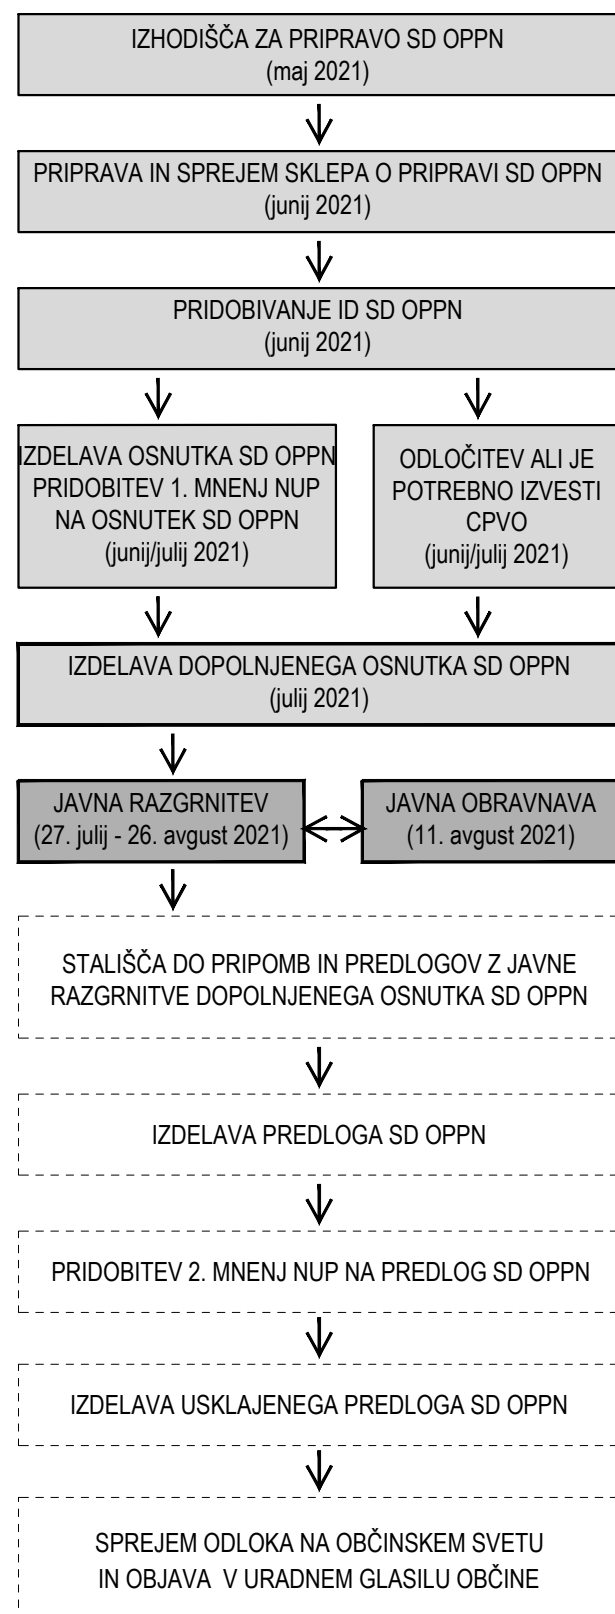 IZHODIŠČA ZA PRIPRAVO SD OPPN
(maj 2021)
PRIPRAVA IN SPREJEM SKLEPA O PRIPRAVI SD OPPN
(junij 2021)
PRIDOBIVANJE ID SD OPPN
(junij 2021)
IZDELAVA OSNUTKA SD OPPN
PRIDOBITEV 1. MNENJ NUP
NA OSNUTEK SD OPPN
(junij/julij 2021)
ODLOČITEV ALI JE
POTREBNO IZVESTI
CPVO
(junij/julij 2021)
IZDELAVA DOPOLNJENEGA OSNUTKA SD OPPN
(julij 2021)
JAVNA RAZGRNITEV
(27. julij - 26. avgust 2021)
JAVNA OBRAVNAVA
(11. avgust 2021)
STALIŠČA DO PRIPOMB IN PREDLOGOV Z JAVNE
RAZGRNITVE DOPOLNJENEGA OSNUTKA SD OPPN
IZDELAVA PREDLOGA SD OPPN
PRIDOBITEV 2. MNENJ NUP NA PREDLOG SD OPPN
IZDELAVA USKLAJENEGA PREDLOGA SD OPPN
SPREJEM ODLOKA NA OBČINSKEM SVETU
IN OBJAVA V URADNEM GLASILU OBČINE